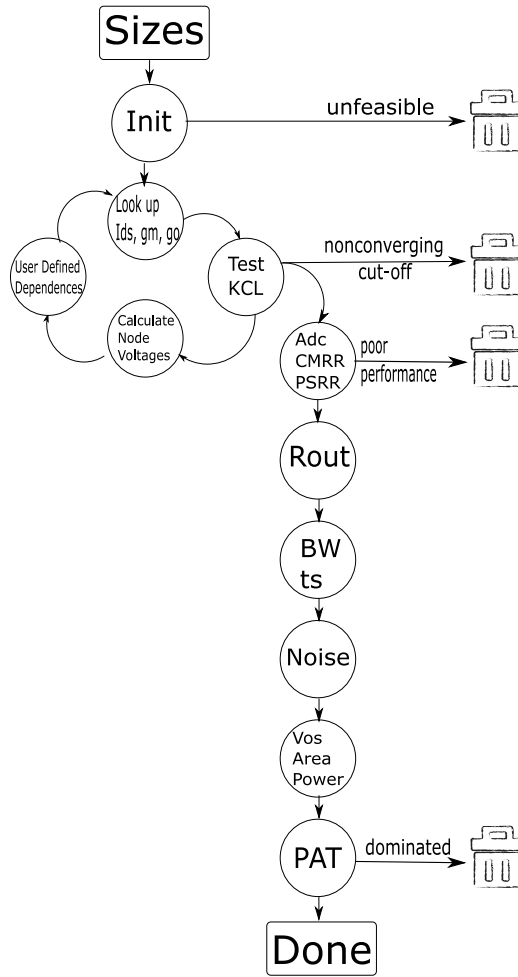 Sizes
Init
unfeasible
Look up
Ids, gm, go
User Defined
Dependences
Test
KCL
nonconverging
cut-off
Calculate
Node
Voltages
Adc
CMRR
PSRR
poor
performance
Rout
BW
ts
Noise
Vos
Area
Power
PAT
dominated
Done